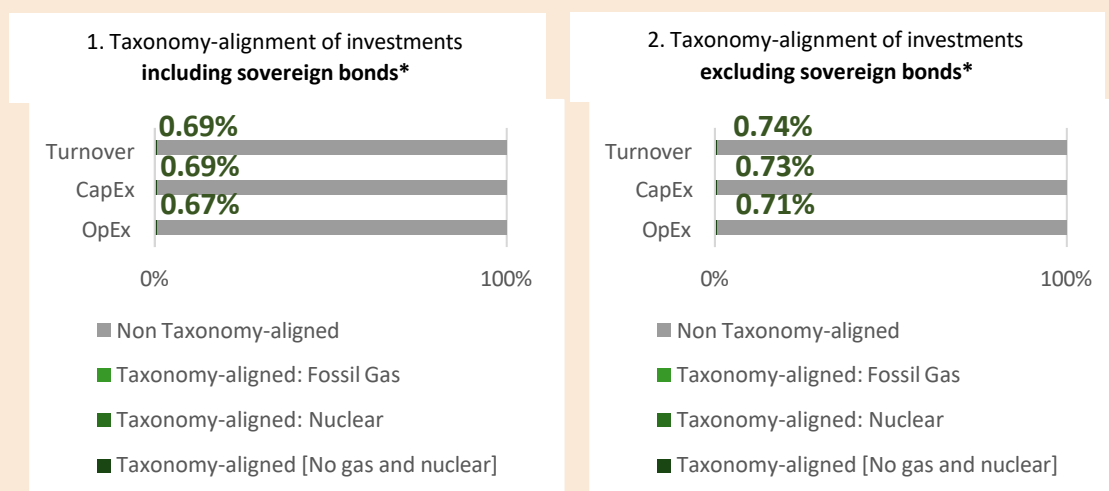 1. Taxonomy-alignment of investments
including sovereign bonds*
0.69%
Turnover
0.69%
CapEx
0.67%
OpEx
0%
100%
Non Taxonomy-aligned
Taxonomy-aligned: Fossil Gas
Taxonomy-aligned: Nuclear
Taxonomy-aligned [No gas and nuclear]
2. Taxonomy-alignment of investments
excluding sovereign bonds*
0.74%
Turnover
0.73%
CapEx
0.71%
OpEx
0%
100%
Non Taxonomy-aligned
Taxonomy-aligned: Fossil Gas
Taxonomy-aligned: Nuclear
Taxonomy-aligned [No gas and nuclear]